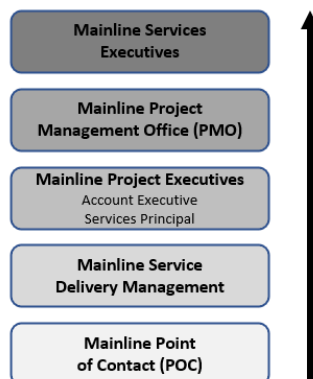 Mainline Services
Executives
Mainline Project
Management Office (PMO)
Mainline Project Executives
Account Executive
Services Principal
Mainline Service
Delivery Management
Mainline Point
of Contact (POC)